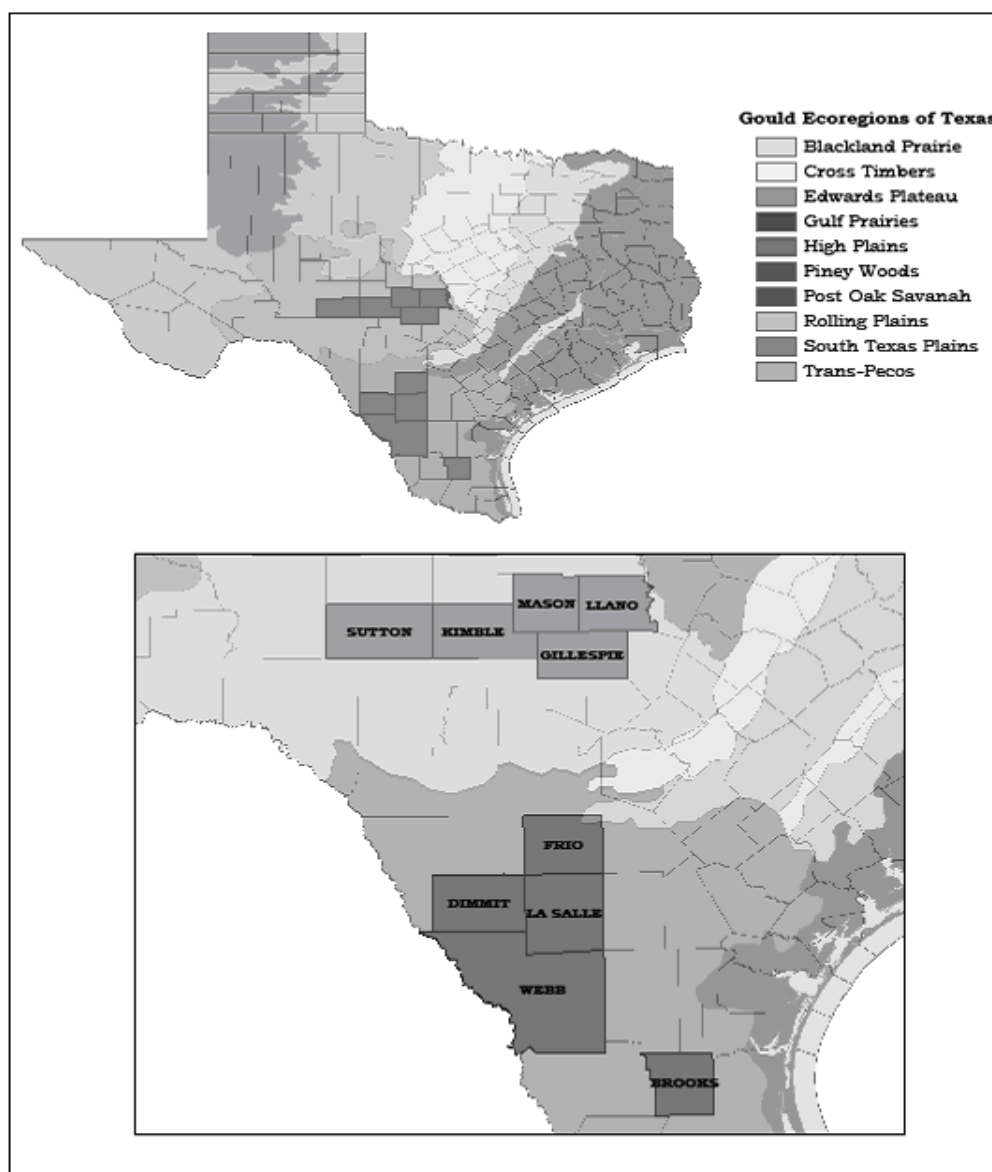 Gould Ecoregions of Texas
Blackland Prairie
Cross Timbers
Edwards Plateau
Gulf Prairies
High Plains
Piney Woods
Post Oak Savanah
Rolling Plains
South Texas Plains
Trans-Pecos
MASON LLANO
SUTTON KIMBLE
GILLESPIE
FRIO
DIMMIT
LA SALLE
WEBB
BROOKS